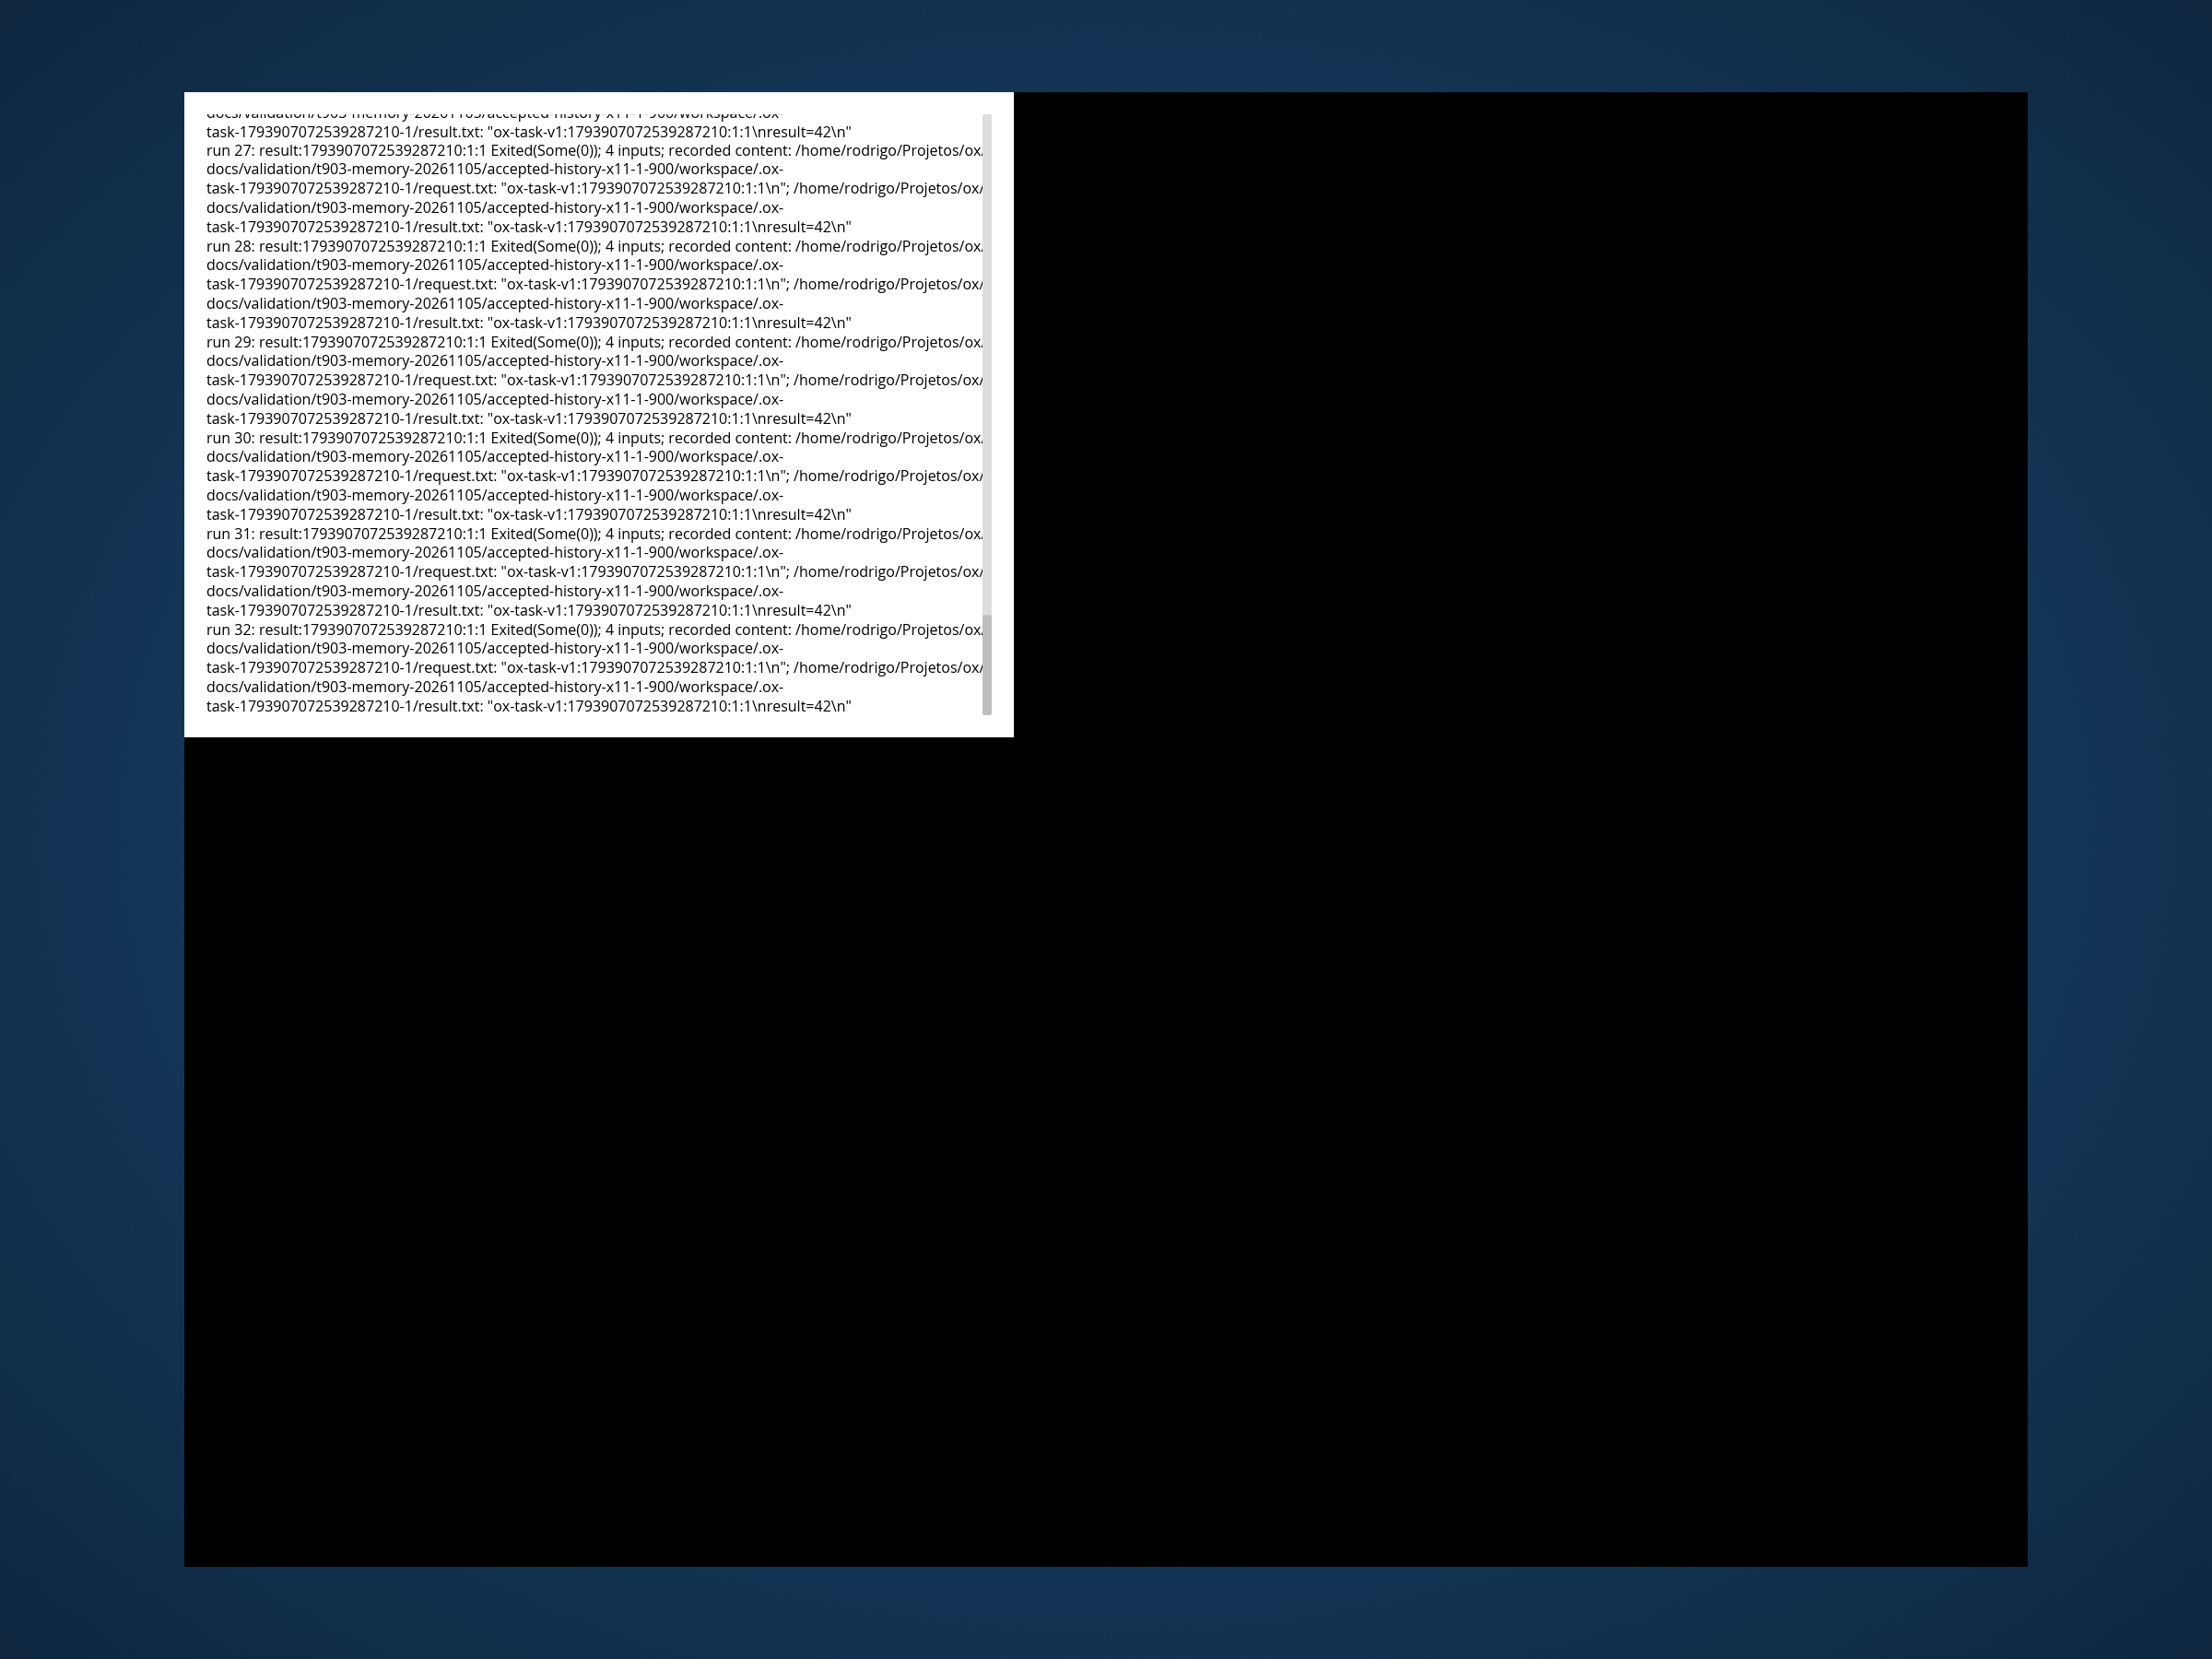 docs/validation/t903-memory-20261105/accepted-history-x11-1-900/workspace/.ox-
task-1793907072539287210-1/result.txt: "ox-task-v1:1793907072539287210:1:1\nresult=42\n"
run 27: result:1793907072539287210:1:1 Exited(Some(0)); 4 inputs; recorded content: /home/rodrigo/Projetos/ox/
docs/validation/t903-memory-20261105/accepted-history-x11-1-900/workspace/.ox-
task-1793907072539287210-1/request.txt: "ox-task-v1:1793907072539287210:1:1\n"; /home/rodrigo/Projetos/ox/
docs/validation/t903-memory-20261105/accepted-history-x11-1-900/workspace/.ox-
task-1793907072539287210-1/result.txt: "ox-task-v1:1793907072539287210:1:1\nresult=42\n"
run 28: result:1793907072539287210:1:1 Exited(Some(0)); 4 inputs; recorded content: /home/rodrigo/Projetos/ox/
docs/validation/t903-memory-20261105/accepted-history-x11-1-900/workspace/.ox-
task-1793907072539287210-1/request.txt: "ox-task-v1:1793907072539287210:1:1\n"; /home/rodrigo/Projetos/ox/
docs/validation/t903-memory-20261105/accepted-history-x11-1-900/workspace/.ox-
task-1793907072539287210-1/result.txt: "ox-task-v1:1793907072539287210:1:1\nresult=42\n"
run 29: result:1793907072539287210:1:1 Exited(Some(0)); 4 inputs; recorded content: /home/rodrigo/Projetos/ox/
docs/validation/t903-memory-20261105/accepted-history-x11-1-900/workspace/.ox-
task-1793907072539287210-1/request.txt: "ox-task-v1:1793907072539287210:1:1\n"; /home/rodrigo/Projetos/ox/
docs/validation/t903-memory-20261105/accepted-history-x11-1-900/workspace/.ox-
task-1793907072539287210-1/result.txt: "ox-task-v1:1793907072539287210:1:1\nresult=42\n"
run 30: result:1793907072539287210:1:1 Exited(Some(0)); 4 inputs; recorded content: /home/rodrigo/Projetos/ox/
docs/validation/t903-memory-20261105/accepted-history-x11-1-900/workspace/.ox-
task-1793907072539287210-1/request.txt: "ox-task-v1:1793907072539287210:1:1\n"; /home/rodrigo/Projetos/ox/
docs/validation/t903-memory-20261105/accepted-history-x11-1-900/workspace/.ox-
task-1793907072539287210-1/result.txt: "ox-task-v1:1793907072539287210:1:1\nresult=42\n"
run 31: result:1793907072539287210:1:1 Exited(Some(0)); 4 inputs; recorded content: /home/rodrigo/Projetos/ox/
docs/validation/t903-memory-20261105/accepted-history-x11-1-900/workspace/.ox-
task-1793907072539287210-1/request.txt: "ox-task-v1:1793907072539287210:1:1\n"; /home/rodrigo/Projetos/ox/
docs/validation/t903-memory-20261105/accepted-history-x11-1-900/workspace/.ox-
task-1793907072539287210-1/result.txt: "ox-task-v1:1793907072539287210:1:1\nresult=42\n"
run 32: result:1793907072539287210:1:1 Exited(Some(0)); 4 inputs; recorded content: /home/rodrigo/Projetos/ox/
docs/validation/t903-memory-20261105/accepted-history-x11-1-900/workspace/.ox-
task-1793907072539287210-1/request.txt: "ox-task-v1:1793907072539287210:1:1\n"; /home/rodrigo/Projetos/ox/
docs/validation/t903-memory-20261105/accepted-history-x11-1-900/workspace/.ox-
task-1793907072539287210-1/result.txt: "ox-task-v1:1793907072539287210:1:1\nresult=42\n"